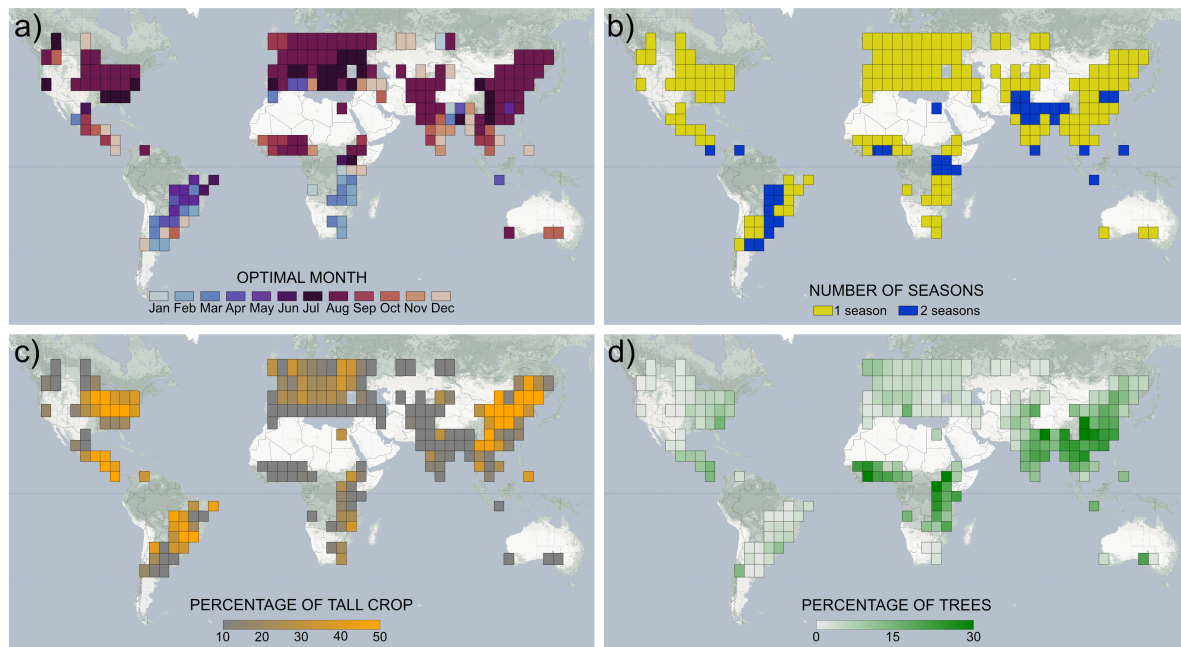 a)
OPTIMAL MONTH
Jan Feb Mar Apr May Jun Jul Aug Sep Oct Nov Dec
b)
NUMBER OF SEASONS
1 season 2 seasons
c)
PERCENTAGE OF TALL CROP
10 20 30 40 50
d)
PERCENTAGE OF TREES
0 15 30